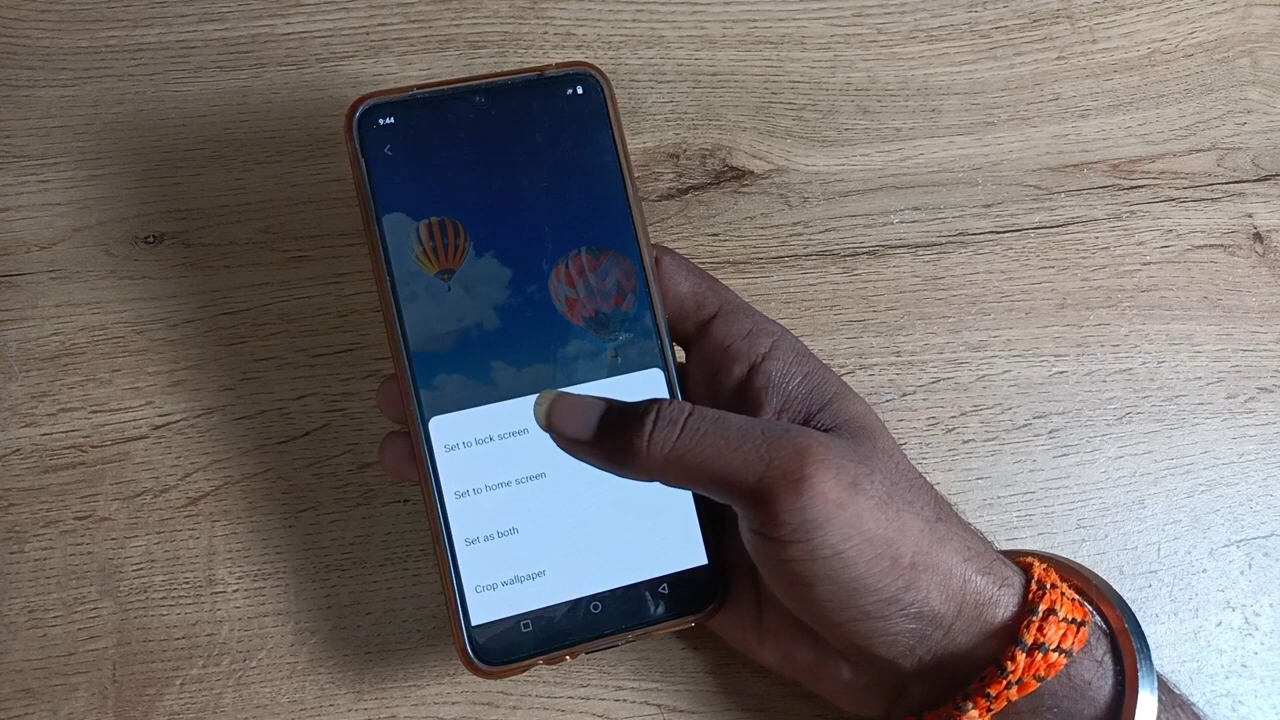 9:44
Set to lock screen
Set to home screen
Set as both
Crop wallpaper